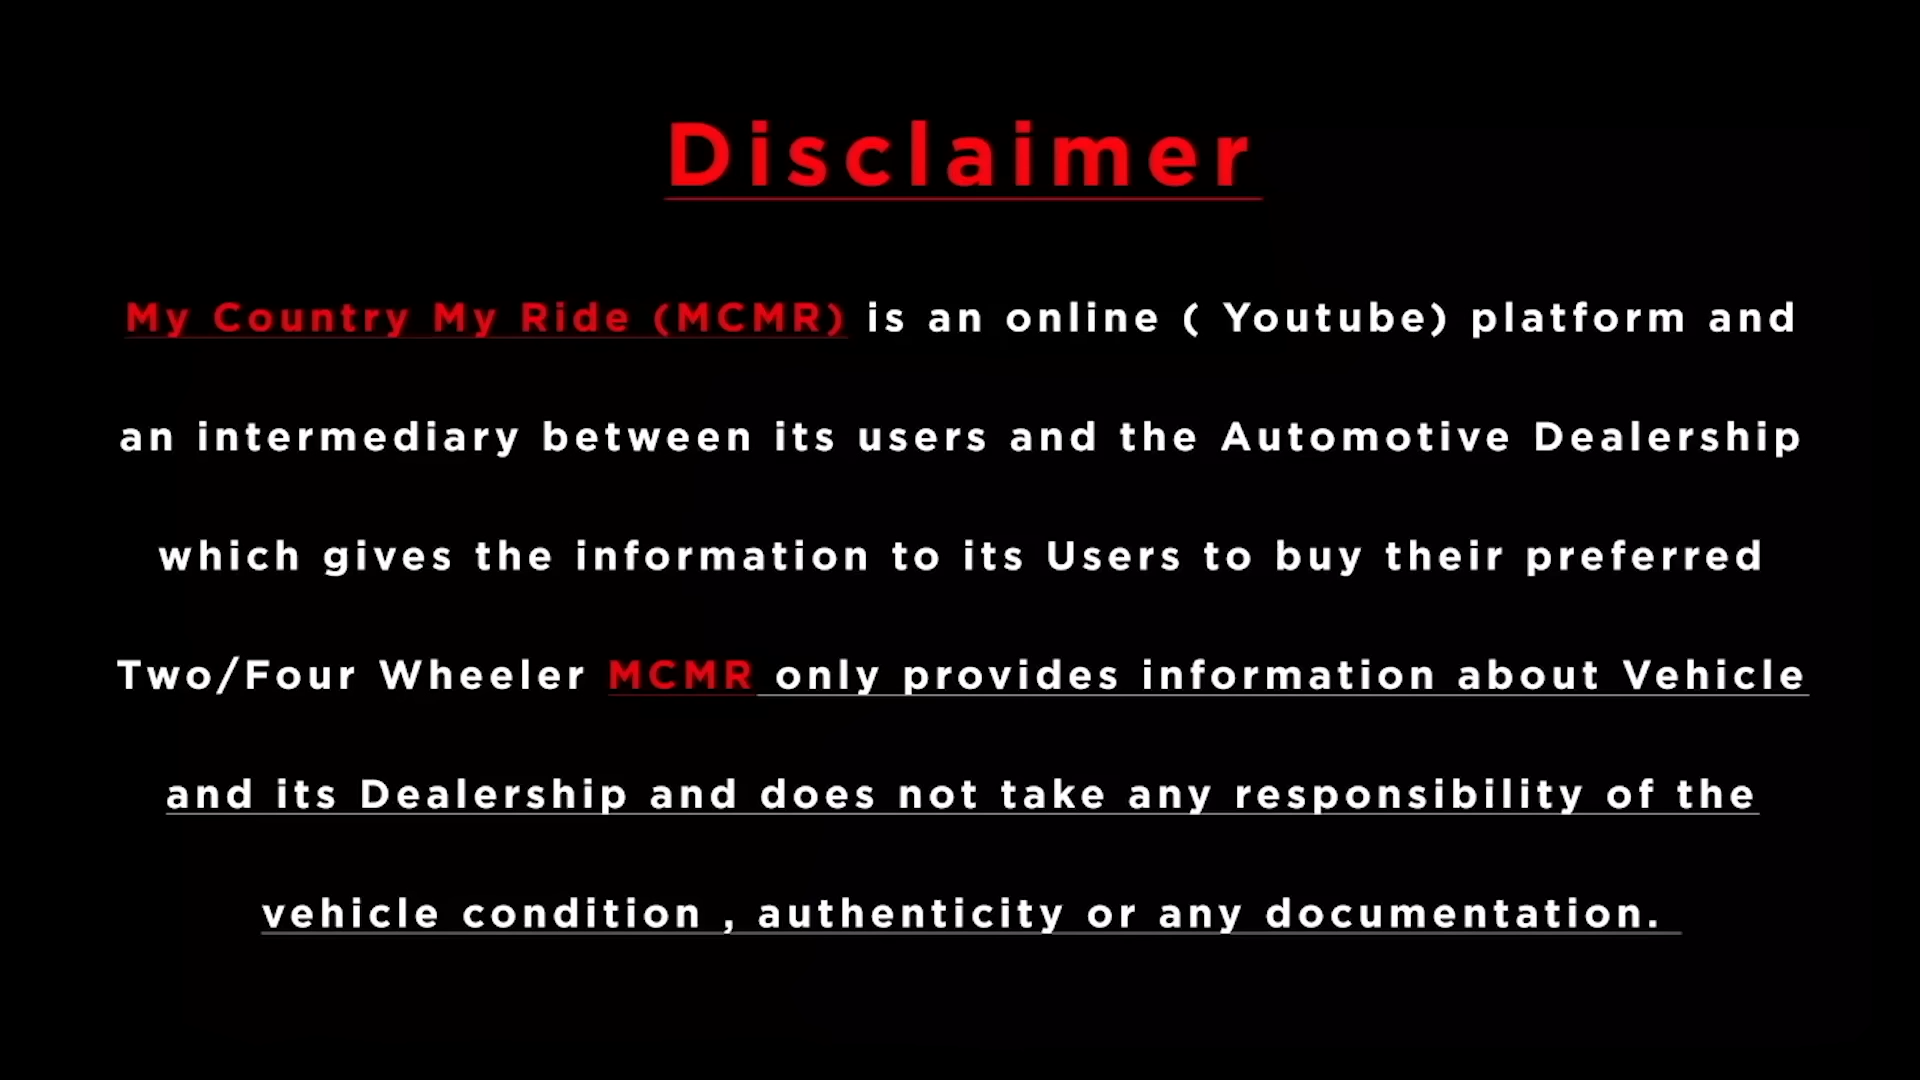 Disclaimer
My Country My Ride (MCMR) is an online ( Youtube) platform and
an intermediary between its users and the Automotive Dealership
which gives the information to its Users to buy their preferred
Two/Four Wheeler MCMR only provides information about Vehicle
and its Dealership and does not take any responsibility of the
vehicle condition , authenticity or any documentation.